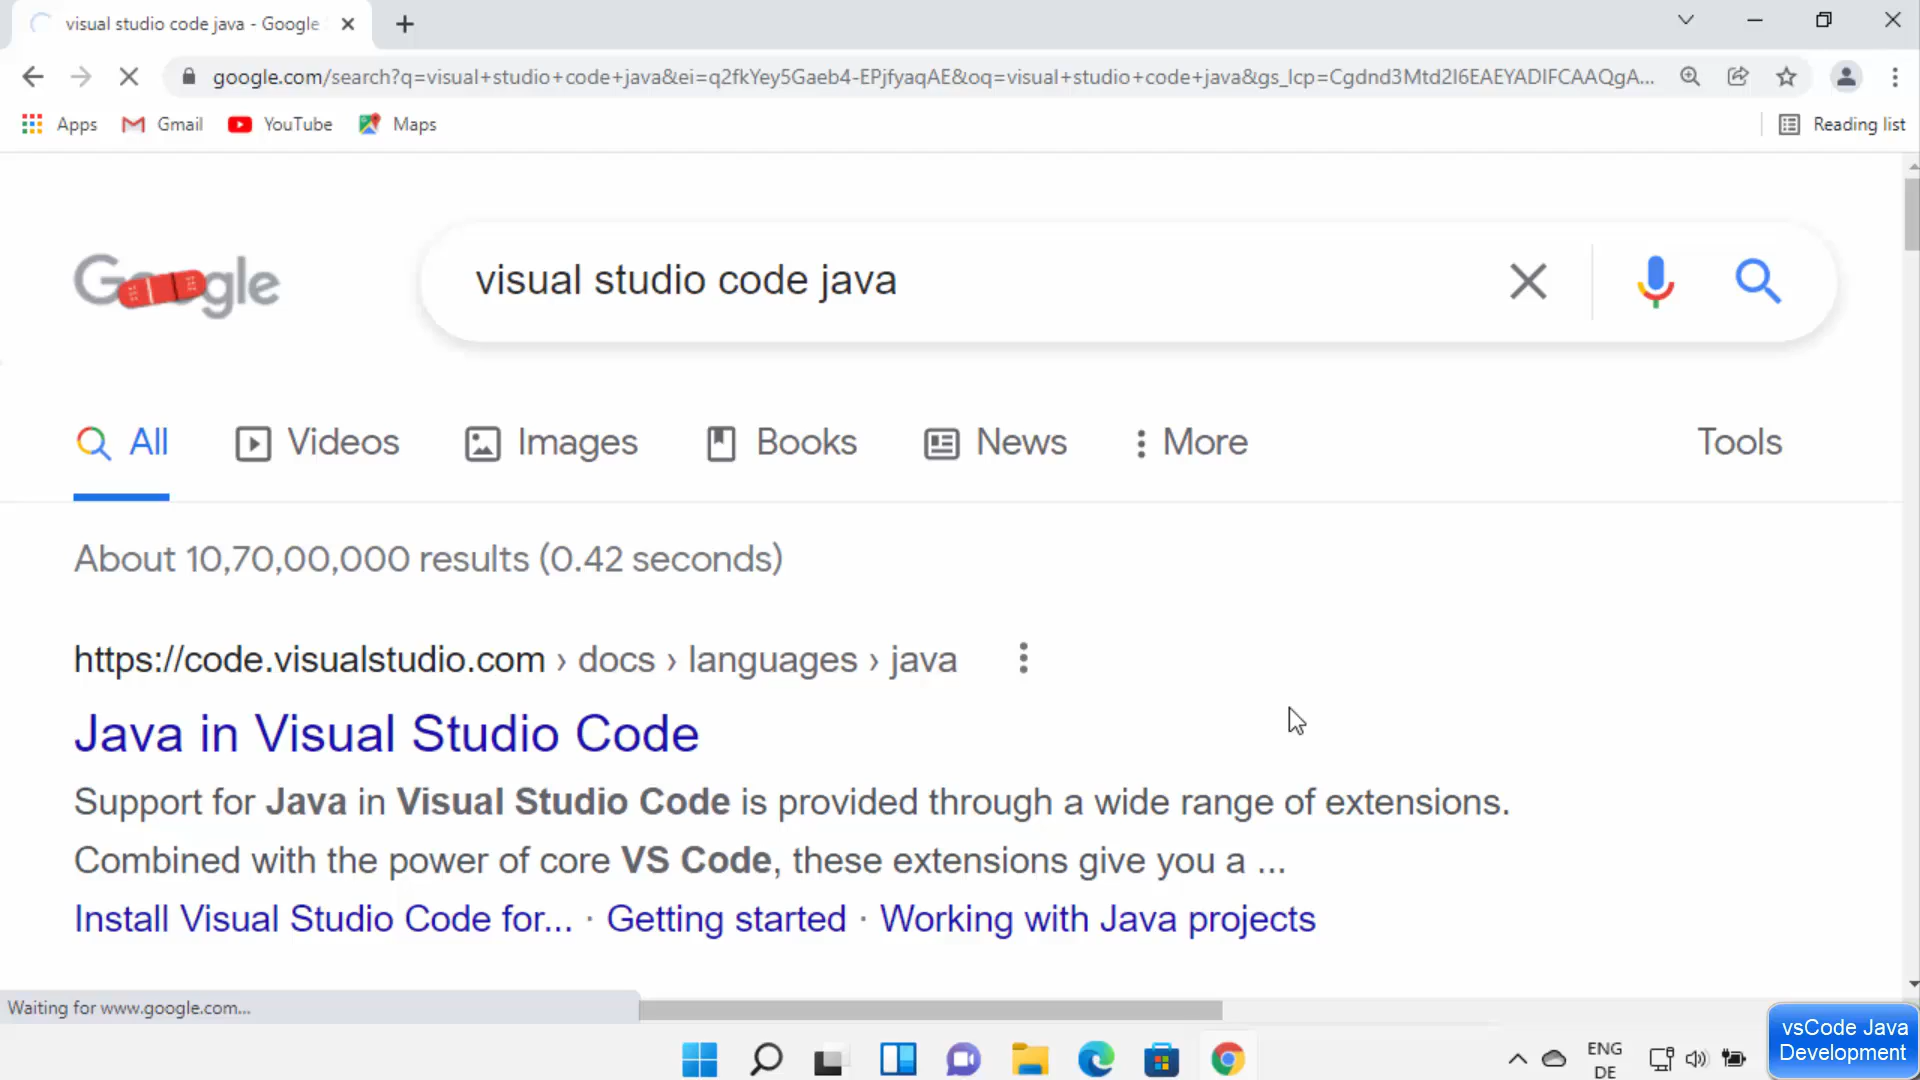 visual studio code java - Google
google.com/search?q=visual+studio+code+java&ei=q2fkYey5Gaeb4-EPjfyaqAE&oq=visual+studio+code+java&gs_lcp=Cgdnd3Mtd2l6EAEYADIFCAAQgA...
Apps Gmail YouTube Maps Reading list
Google visual studio code java
All Videos Images Books News More Tools
About 10,70,00,000 results (0.42 seconds)
https://code.visualstudio.com › docs › languages › java
Java in Visual Studio Code
Support for Java in Visual Studio Code is provided through a wide range of extensions.
Combined with the power of core VS Code, these extensions give you a ...
Install Visual Studio Code for... · Getting started · Working with Java projects
Waiting for www.google.com...
ENG
DE
vsCode Java
Development